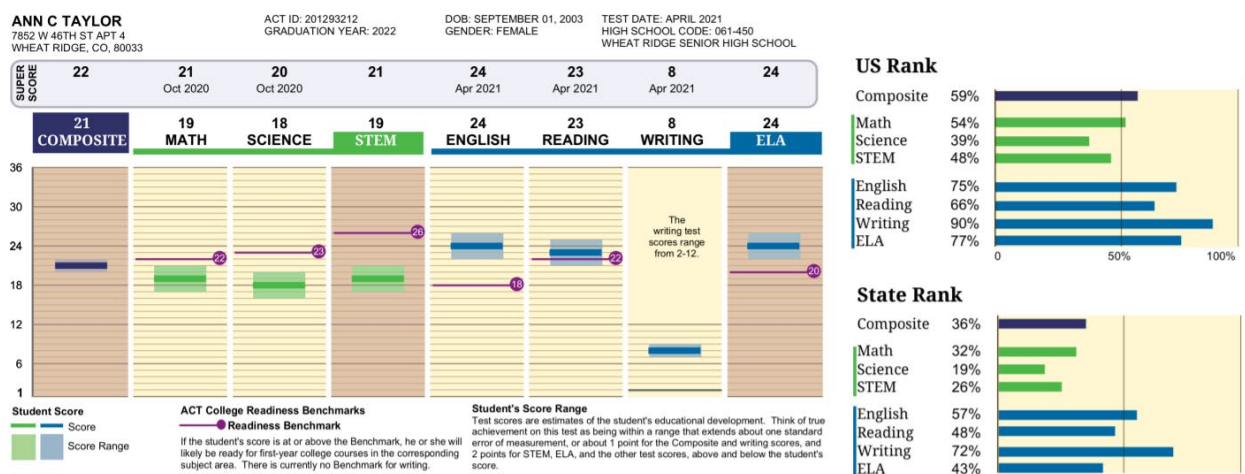 ANN C TAYLOR
7852 W 46TH ST APT 4
WHEAT RIDGE, CO, 80033
ACT ID: 201293212
GRADUATION YEAR: 2022
DOB: SEPTEMBER 01, 2003
GENDER: FEMALE
TEST DATE: APRIL 2021
HIGH SCHOOL CODE: 061-450
WHEAT RIDGE SENIOR HIGH SCHOOL
SUPER
SCORE
22 21 20 21 24 23 8 24
Oct 2020 Oct 2020 Apr 2021 Apr 2021 Apr 2021
21 19 18 19 24 23 8 24
COMPOSITE MATH SCIENCE STEM ENGLISH READING WRITING ELA
36
30
24
18
12
6
1
22
23
26
18
22
The
writing test
scores range
from 2-12.
20
Student Score
Score
Score Range
ACT College Readiness Benchmarks
Readiness Benchmark
If the student's score is at or above the Benchmark, he or she will
likely be ready for first-year college courses in the corresponding
subject area. There is currently no Benchmark for writing.
Student's Score Range
Test scores are estimates of the student's educational development. Think of true
achievement on this test as being within a range that extends about one standard
error of measurement, or about 1 point for the Composite and writing scores, and
2 points for STEM, ELA, and the other test scores, above and below the student's
score.
US Rank
Composite 59%
Math 54%
Science 39%
STEM 48%
English 75%
Reading 66%
Writing 90%
ELA 77%
0 50% 100%
State Rank
Composite 36%
Math 32%
Science 19%
STEM 26%
English 57%
Reading 48%
Writing 72%
ELA 43%